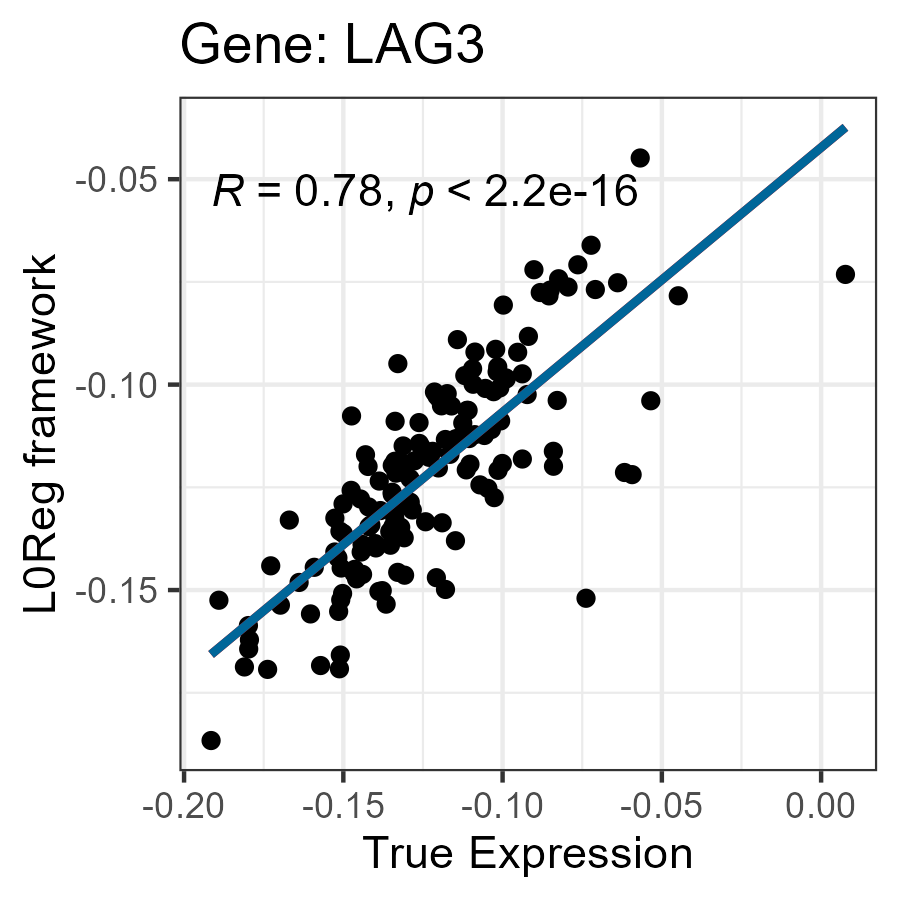 Gene: LAG3
R = 0.78, p < 2.2e-16
L0Reg framework
-0.05
-0.10
-0.15
-0.20
-0.15
-0.10
-0.05
0.00
True Expression